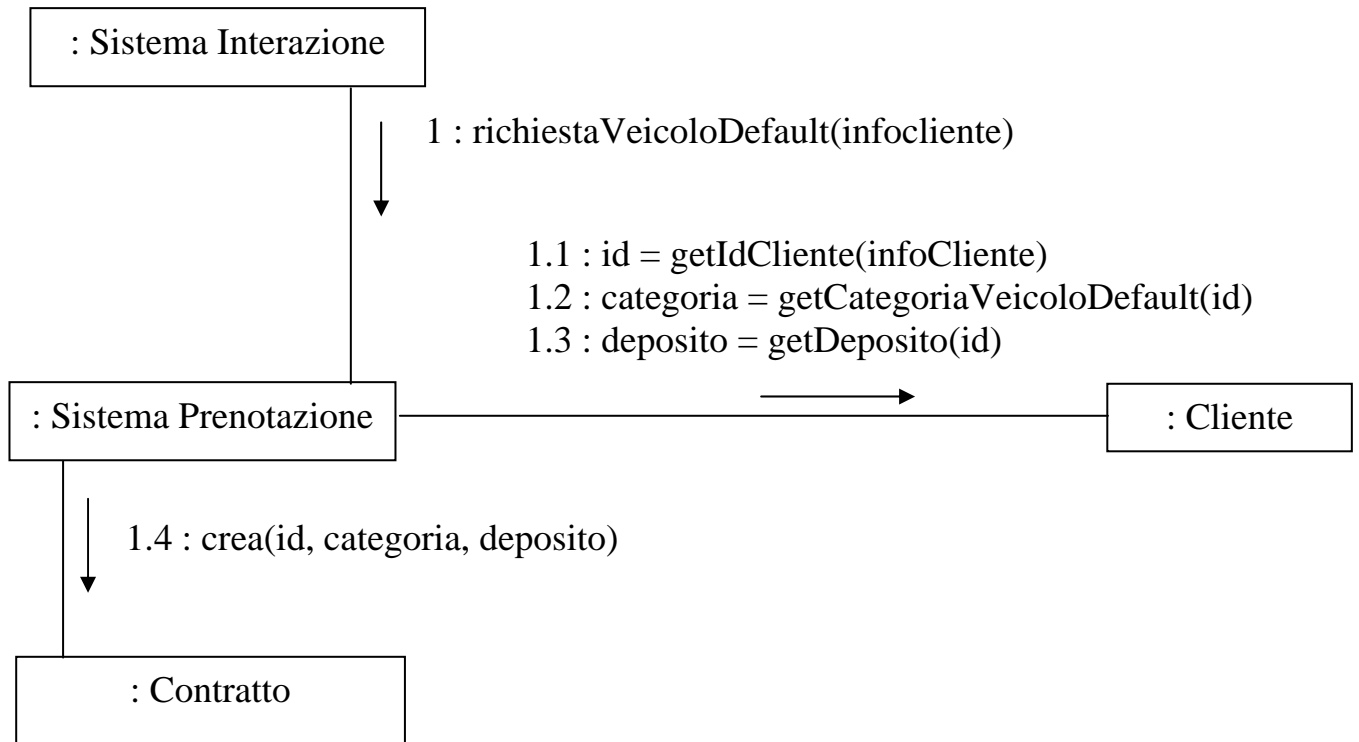 : Sistema Interazione
1 : richiestaVeicoloDefault(infocliente)
1.1 : id = getIdCliente(infoCliente)
1.2 : categoria = getCategoriaVeicoloDefault(id)
1.3 : deposito = getDeposito(id)
: Sistema Prenotazione
: Cliente
1.4 : crea(id, categoria, deposito)
: Contratto